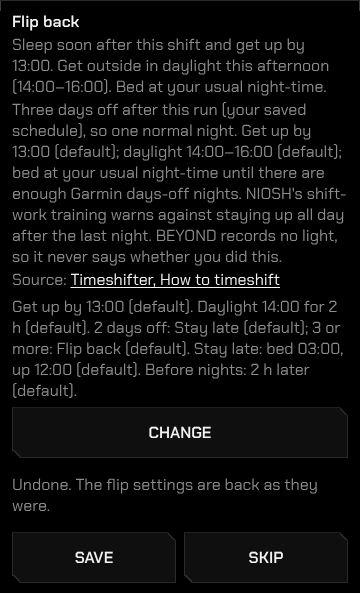 Flip back
Sleep soon after this shift and get up by
13:00. Get outside in daylight this afternoon
(14:00–16:00). Bed at your usual night-time.
Three days off after this run (your saved
schedule), so one normal night. Get up by
13:00 (default); daylight 14:00–16:00 (default);
bed at your usual night-time until there are
enough Garmin days-off nights. NIOSH's shift-
work training warns against staying up all day
after the last night. BEYOND records no light,
so it never says whether you did this.
Source: Timeshifter, How to timeshift
Get up by 13:00 (default). Daylight 14:00 for 2
h (default). 2 days off: Stay late (default); 3 or
more: Flip back (default). Stay late: bed 03:00,
up 12:00 (default). Before nights: 2 h later
(default).
CHANGE
Undone. The flip settings are back as they
were.
SAVE
SKIP